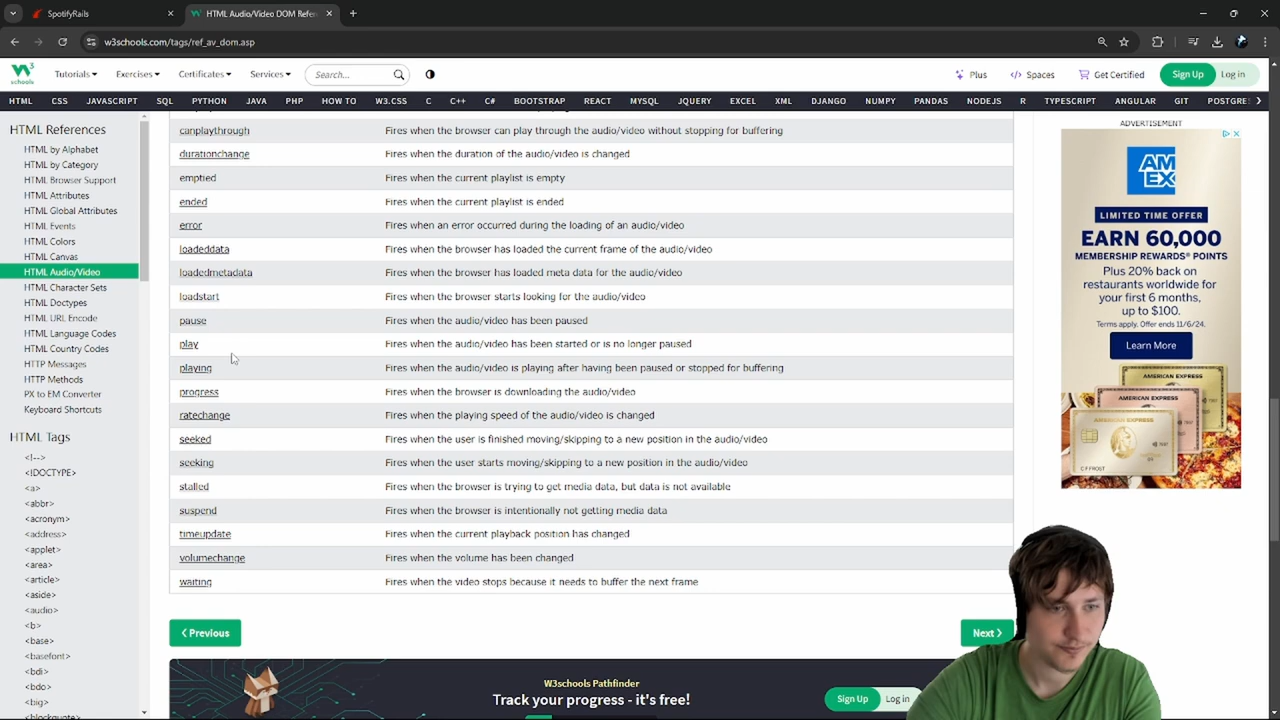 SpotifyRails
HTML Audio/Video DOM Refer
w3schools.com/tags/ref_av_dom.asp
W3
schools
Tutorials
Exercises
Certificates
Services
Search...
Plus
Spaces
Get Certified
Sign Up
Log in
HTML CSS JAVASCRIPT SQL PYTHON JAVA PHP HOW TO W3.CSS C C++ C# BOOTSTRAP REACT MYSQL JQUERY EXCEL XML DJANGO NUMPY PANDAS NODEJS R TYPESCRIPT ANGULAR GIT POSTGRE
HTML References
HTML by Alphabet
HTML by Category
HTML Browser Support
HTML Attributes
HTML Global Attributes
HTML Events
HTML Colors
HTML Canvas
HTML Audio/Video
HTML Character Sets
HTML Doctypes
HTML URL Encode
HTML Language Codes
HTML Country Codes
HTTP Messages
HTTP Methods
PX to EM Converter
Keyboard Shortcuts
HTML Tags
<!-->
<!DOCTYPE>
<a>
<abbr>
<acronym>
<address>
<applet>
<area>
<article>
<aside>
<audio>
<b>
<base>
<basefont>
<bdi>
<bdo>
<big>
<blockquote>
canplaythrough Fires when the browser can play through the audio/video without stopping for buffering
durationchange Fires when the duration of the audio/video is changed
emptied Fires when the current playlist is empty
ended Fires when the current playlist is ended
error Fires when an error occurred during the loading of an audio/video
loadeddata Fires when the browser has loaded the current frame of the audio/video
loadedmetadata Fires when the browser has loaded meta data for the audio/video
loadstart Fires when the browser starts looking for the audio/video
pause Fires when the audio/video has been paused
play Fires when the audio/video has been started or is no longer paused
playing Fires when the audio/video is playing after having been paused or stopped for buffering
progress Fires when the browser is downloading the audio/video
ratechange Fires when the playing speed of the audio/video is changed
seeked Fires when the user is finished moving/skipping to a new position in the audio/video
seeking Fires when the user starts moving/skipping to a new position in the audio/video
stalled Fires when the browser is trying to get media data, but data is not available
suspend Fires when the browser is intentionally not getting media data
timeupdate Fires when the current playback position has changed
volumechange Fires when the volume has been changed
waiting Fires when the video stops because it needs to buffer the next frame
Previous
Next
W3schools Pathfinder
Track your progress - it's free!
Sign Up
Log in
ADVERTISEMENT
AM
EX
LIMITED TIME OFFER
EARN 60,000
MEMBERSHIP REWARDS® POINTS
Plus 20% back on
restaurants worldwide for
your first 6 months,
up to $100.
Terms apply. Offer ends 11/6/24.
Learn More
AMERICAN EXPRESS
AMERICAN EXPRESS
AMERICAN EXPRESS
C F FROST